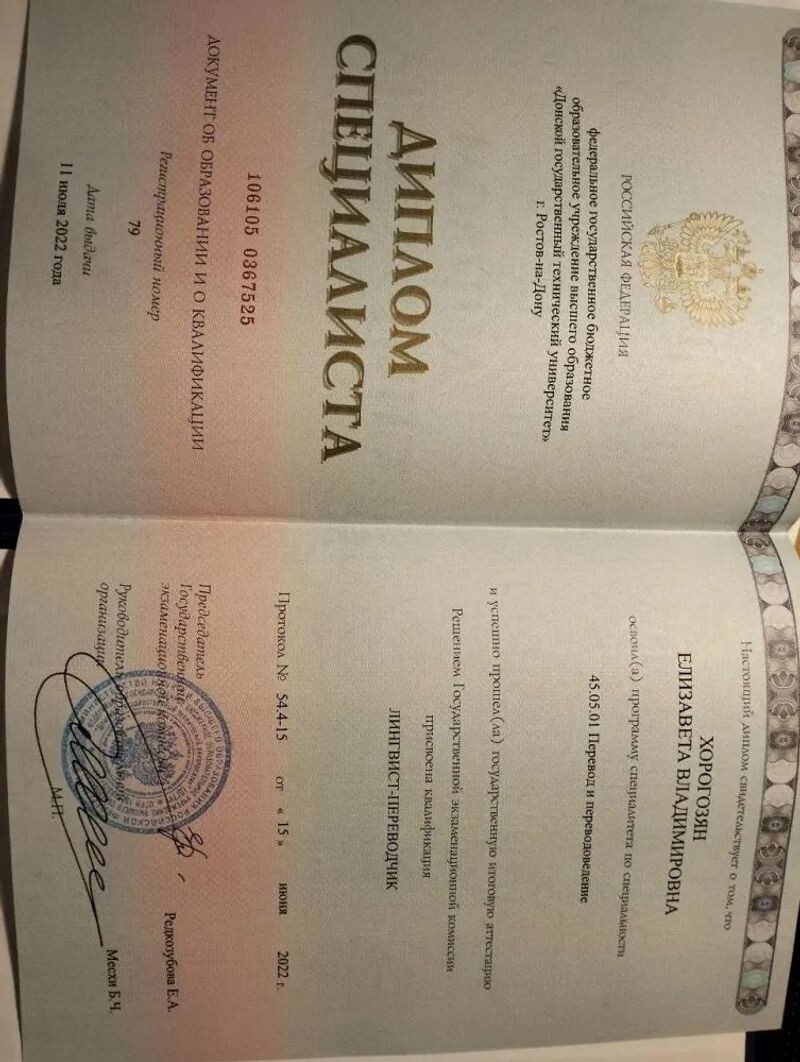 РОССИЙСКАЯ ФЕДЕРАЦИЯ
федеральное государственное бюджетное
образовательное учреждение высшего образования
«Донской государственный технический университет»
г. Ростов-на-Дону
ДИПЛОМ
СПЕЦИАЛИСТА
106105 0367525
ДОКУМЕНТ ОБ ОБРАЗОВАНИИ И О КВАЛИФИКАЦИИ
Регистрационный номер
79
Дата выдачи
11 июля 2022 года
Настоящий диплом свидетельствует о том, что
ХОРОГОЗЯН
ЕЛИЗАВЕТА ВЛАДИМИРОВНА
освоил(а) программу специалитета по специальности
45.05.01 Перевод и переводоведение
и успешно прошел(ла) государственную итоговую аттестацию
Решением Государственной экзаменационной комиссии
присвоена квалификация
ЛИНГВИСТ-ПЕРЕВОДЧИК
Протокол № 54.4-15 от « 15 » июня 2022 г.
Председатель
Государственной
экзаменационной комиссии Редкозубова Е.А.
Руководитель
организации Месхи Б.Ч.
М.П.